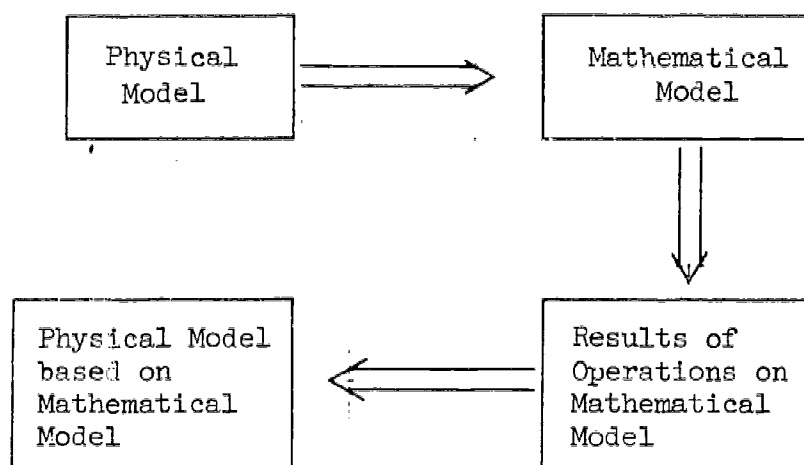 Physical
Model
Mathematical
Model
Physical Model
based on
Mathematical
Model
Results of
Operations on
Mathematical
Model